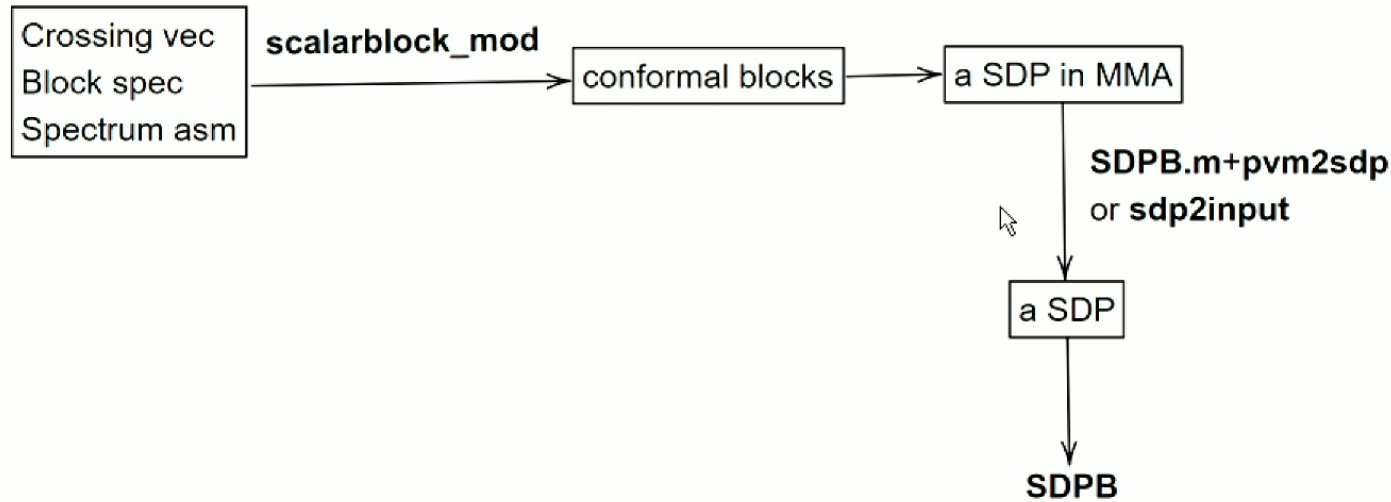 Crossing vec
Block spec
Spectrum asm
scalarblock_mod
conformal blocks
a SDP in MMA
SDPB.m+pvm2sdp
or sdp2input
a SDP
SDPB